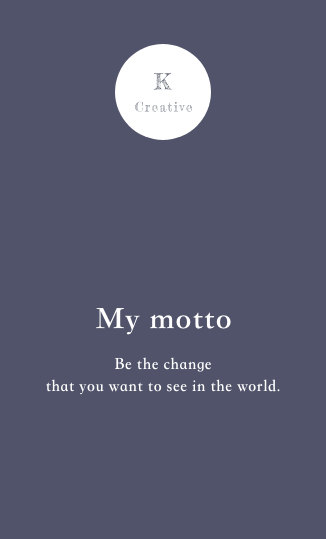 K
Creative
My motto
Be the change
that you want to see in the world.